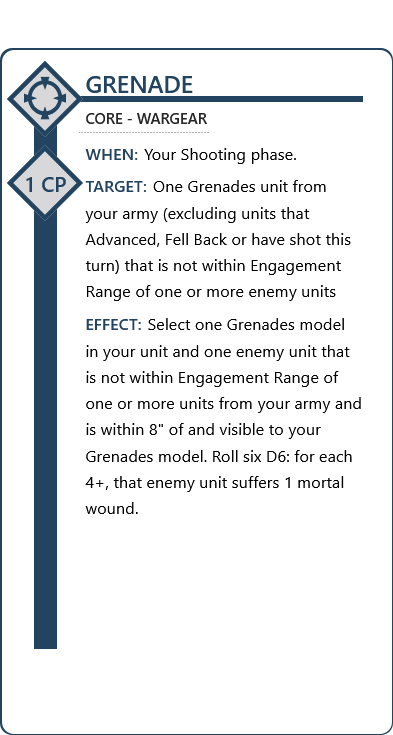 GRENADE
CORE - WARGEAR
WHEN: Your Shooting phase.
1 CP
TARGET: One Grenades unit from
your army (excluding units that
Advanced, Fell Back or have shot this
turn) that is not within Engagement
Range of one or more enemy units
EFFECT: Select one Grenades model
in your unit and one enemy unit that
is not within Engagement Range of
one or more units from your army and
is within 8" of and visible to your
Grenades model. Roll six D6: for each
4+, that enemy unit suffers 1 mortal
wound.